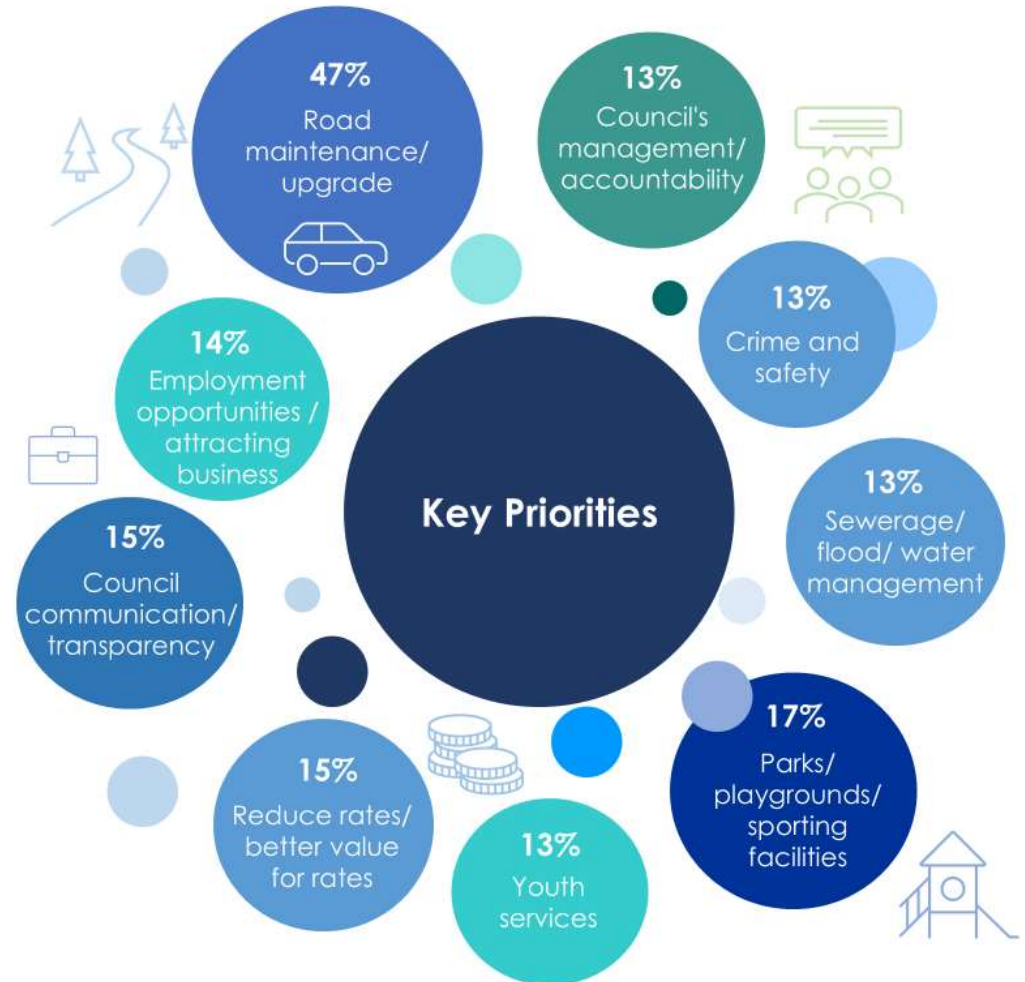 47%
Road
maintenance/
upgrade
13%
Council's
management/
accountability
13%
Crime and
safety
14%
Employment
opportunities /
attracting
business
Key Priorities
13%
Sewerage/
flood/ water
management
15%
Council
communication/
transparency
17%
Parks/
playgrounds/
sporting
facilities
15%
Reduce rates/
better value
for rates
13%
Youth
services